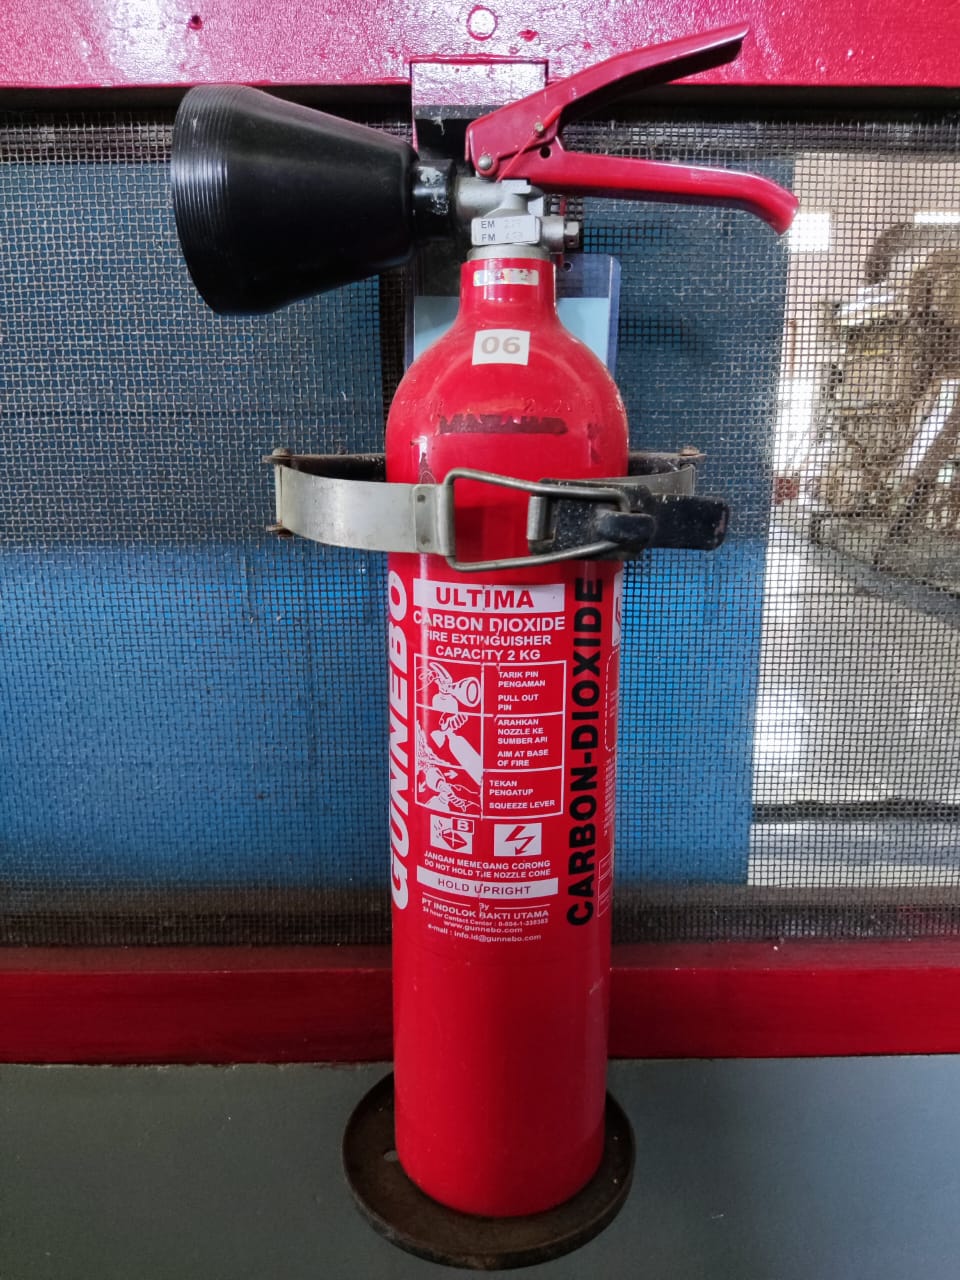 EM
FM
06
ULTIMA
CARBON DIOXIDE
FIRE EXTINGUISHER
CAPACITY 2 KG
TARIK PIN
PENGAMAN
PULL OUT
PIN
ARAHKAN
NOZZLE KE
SUMBER API
AIM AT BASE
OF FIRE
TEKAN
PENGATUP
SQUEEZE LEVER
B
JANGAN MEMEGANG CORONG
DO NOT HOLD THE NOZZLE CONE
HOLD UPRIGHT
By
PT INDOLOK BAKTI UTAMA
24 hour Contact Center :
www.gunnebo.com
e-mail : info.id@gunnebo.com
GUNNEBO
CARBON-DIOXIDE